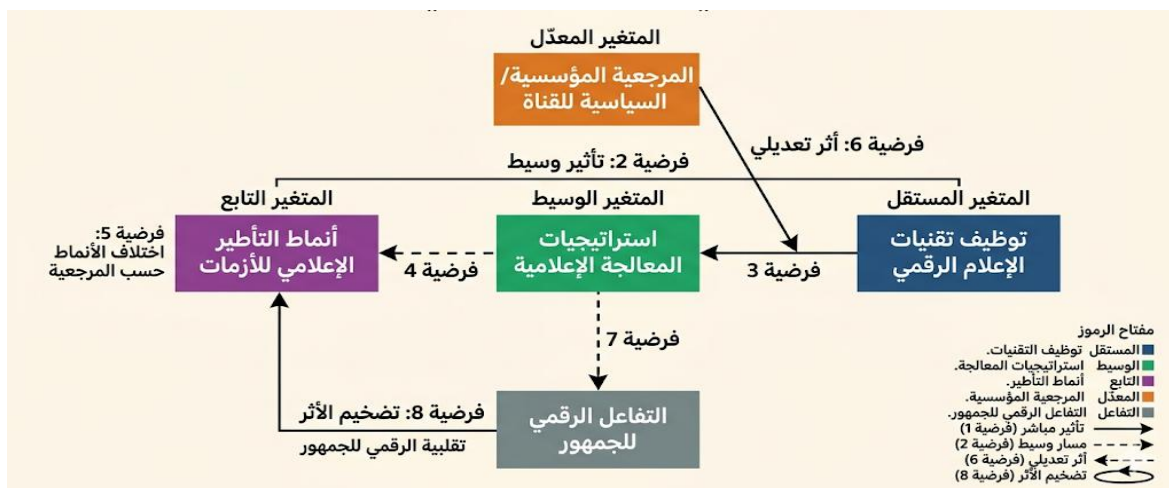 المتغير المعدّل
المرجعية المؤسسية/
السياسية للقناة
فرضية 6: أثر تعديلي
فرضية 2: تأثير وسيط
المتغير المستقل
توظيف تقنيات
الإعلام الرقمي
فرضية 3
المتغير الوسيط
استراتيجيات
المعالجة الإعلامية
فرضية 4
المتغير التابع
أنماط التأطير
الإعلامي للأزمات
فرضية 5:
اختلاف الأنماط
حسب المرجعية
فرضية 7
التفاعل الرقمي
للجمهور
فرضية 8: تضخيم الأثر
تقلبية الرقمي للجمهور
مفتاح الرموز
المستقل توظيف التقنيات.
الوسيط استراتيجيات المعالجة.
التابع أنماط التأطير.
المعدّل المرجعية المؤسسية.
التفاعل التفاعل الرقمي للجمهور.
تأثير مباشر (فرضية 1)
مسار وسيط (فرضية 2)
أثر تعديلي (فرضية 6)
تضخيم الأثر (فرضية 8)